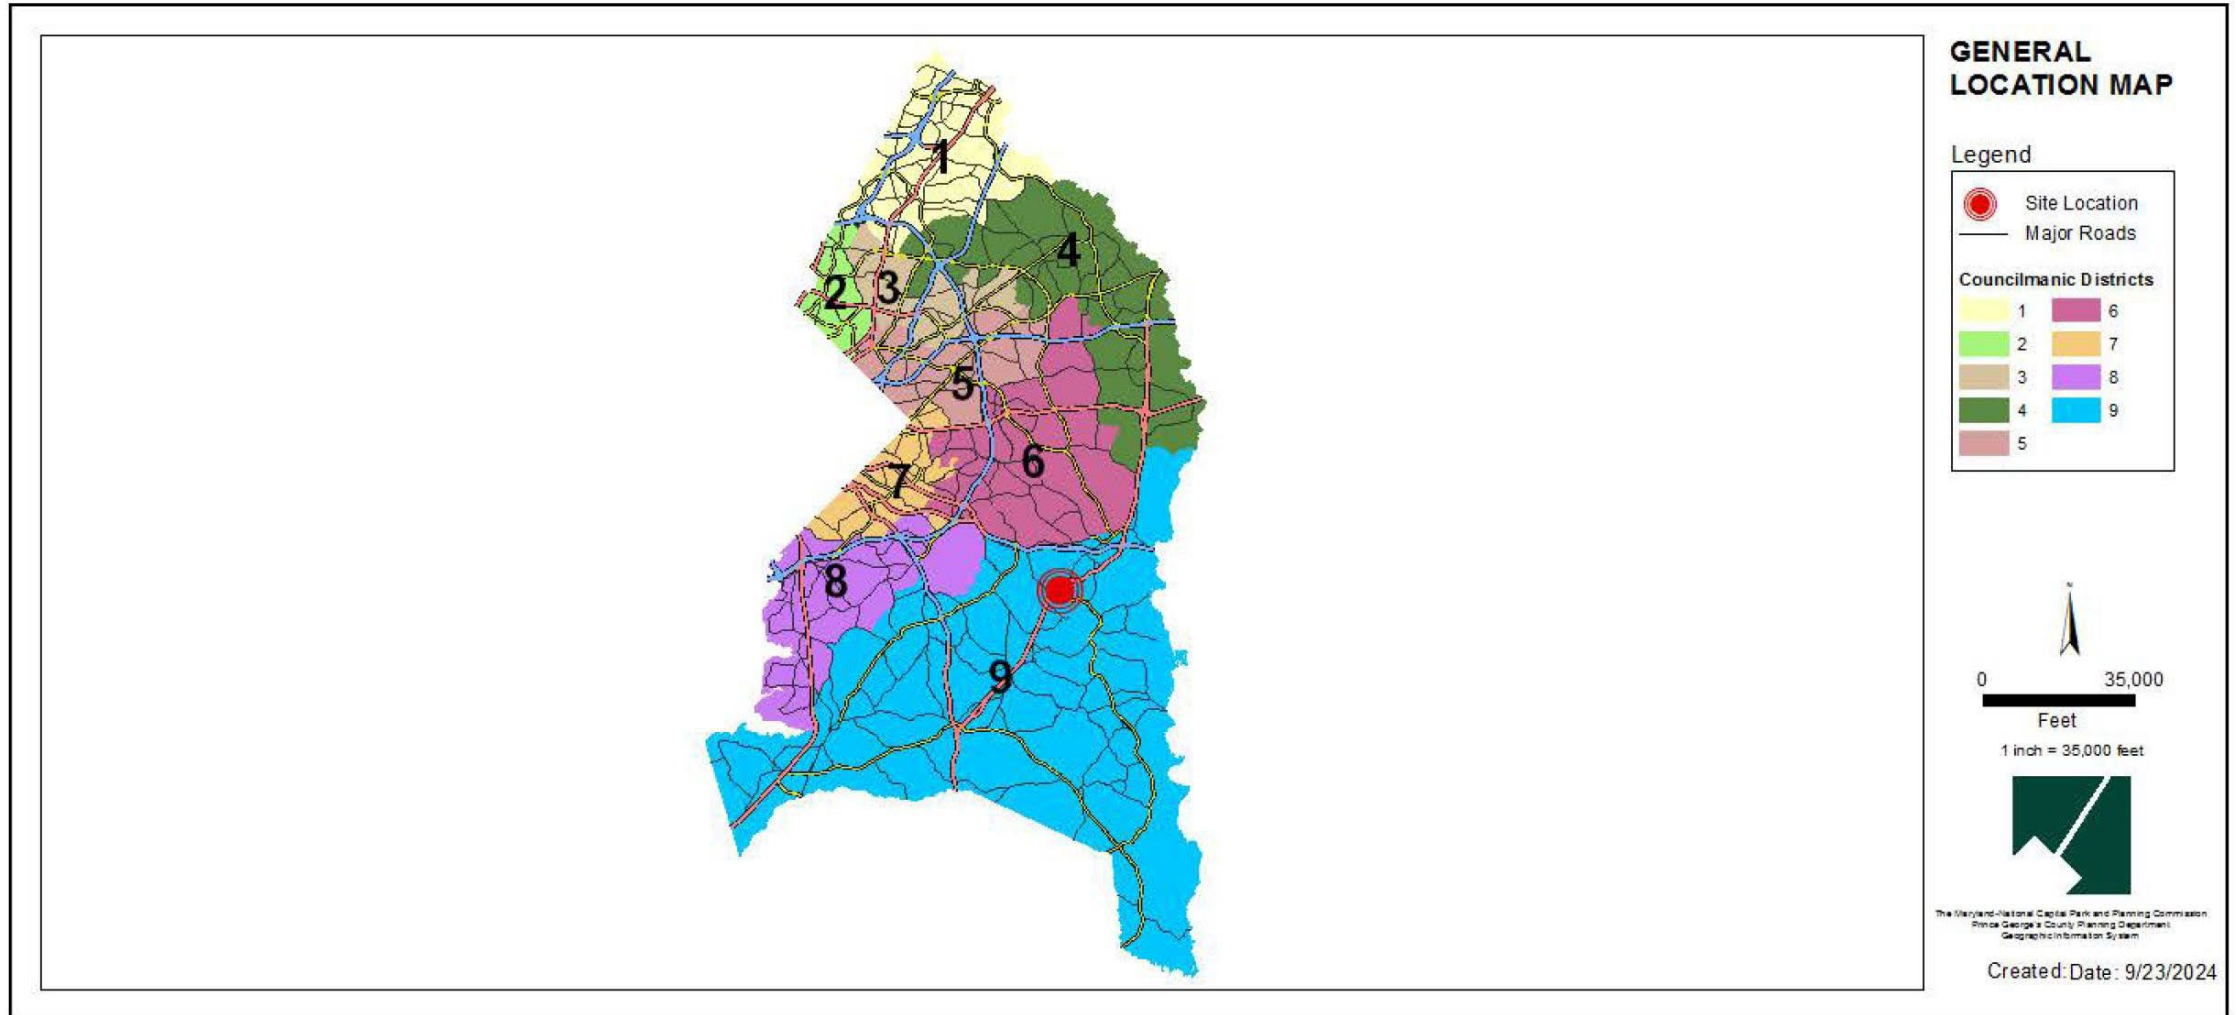 GENERAL
LOCATION MAP
Legend
Site Location
Major Roads
Councilmanic Districts
1 6
2 7
3 8
4 9
5
1
4
2 3
5
6
7
8
9
N
0 35,000
Feet
1 inch = 35,000 feet
The Maryland-National Capital Park and Planning Commission
Prince George's County Planning Department
Geographic Information System
Created: Date: 9/23/2024